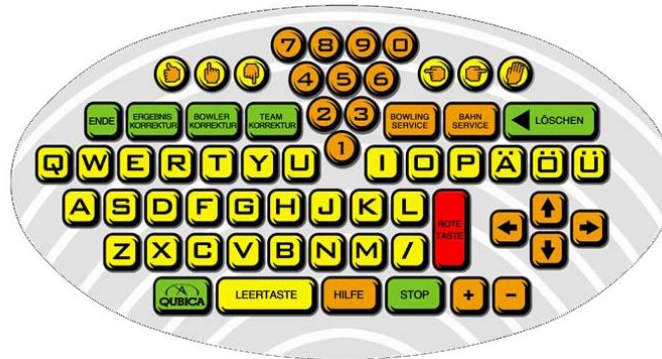 7 8 9 0
4 5 6
2 3
1
ENDE
ERGEBNIS
KORREKTUR
BOWLER
KORREKTUR
TEAM
KORREKTUR
BOWLING
SERVICE
BAHN
SERVICE
LÖSCHEN
Q W E R T Y U I O P Ä Ö Ü
A S D F G H J K L
ROTE
TASTE
Z X C V B N M /
QUBICA
LEERTASTE
HILFE
STOP
+ -